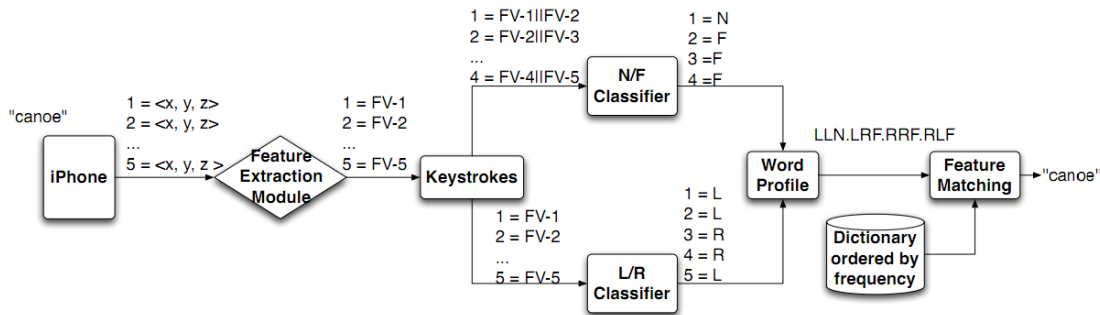 "canoe"
iPhone
1 = <x, y, z>
2 = <x, y, z>
...
5 = <x, y, z >
Feature
Extraction
Module
1 = FV-1
2 = FV-2
...
5 = FV-5
Keystrokes
1 = FV-1||FV-2
2 = FV-2||FV-3
...
4 = FV-4||FV-5
N/F
Classifier
1 = N
2 = F
3 =F
4 =F
1 = FV-1
2 = FV-2
...
5 = FV-5
L/R
Classifier
1 = L
2 = L
3 = R
4 = R
5 = L
Word
Profile
LLN.LRF.RRF.RLF
Feature
Matching
"canoe"
Dictionary
ordered by
frequency